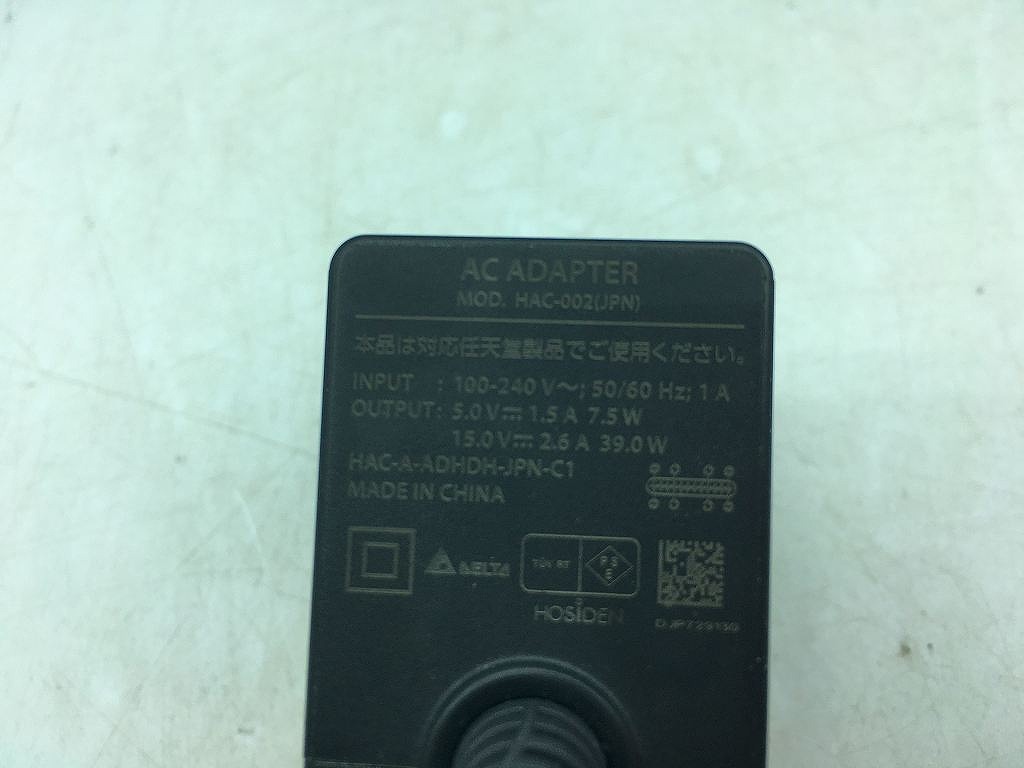 AC ADAPTER
MOD. HAC-002(JPN)
本品は対応任天堂製品でご使用ください。
INPUT : 100-240 V～; 50/60 Hz; 1 A
OUTPUT: 5.0 V⎓ 1.5 A 7.5 W
15.0 V⎓ 2.6 A 39.0 W
HAC-A-ADHDH-JPN-C1
MADE IN CHINA
DELTA
PS
E
HOSIDEN